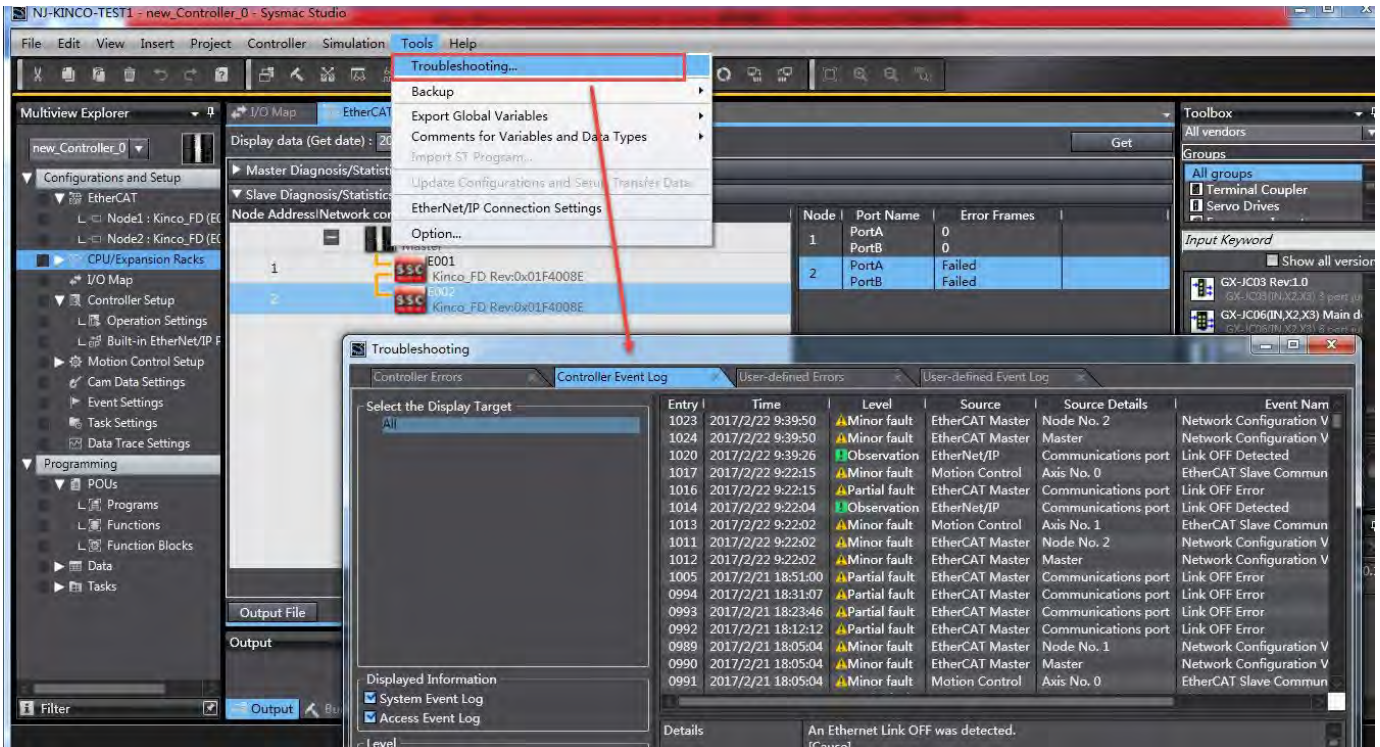 NJ-KINCO-TEST1 - new_Controller_0 - Sysmac Studio
File Edit View Insert Project Controller Simulation Tools Help
Troubleshooting...
Backup
Export Global Variables
Comments for Variables and Data Types
Import ST Program...
Update Configurations and Setup Transfer Data
EtherNet/IP Connection Settings
Option...
Multiview Explorer
new_Controller_0
Configurations and Setup
EtherCAT
Node1 : Kinco_FD (E
Node2 : Kinco_FD (E
CPU/Expansion Racks
I/O Map
Controller Setup
Operation Settings
Built-in EtherNet/IP P
Motion Control Setup
Cam Data Settings
Event Settings
Task Settings
Data Trace Settings
Programming
POUs
Programs
Functions
Function Blocks
Data
Tasks
Filter
I/O Map EtherCAT
Display data (Get date) : 20 Get
Master Diagnosis/Statist
Slave Diagnosis/Statistics
Node Address Network co
Master
1 E001
Kinco_FD Rev:0x01F4008E
2 E002
Kinco_FD Rev:0x01F4008E
Node Port Name Error Frames
1 PortA 0
PortB 0
2 PortA Failed
PortB Failed
Output File
Output
Output Bu
Toolbox
All vendors
Groups
All groups
Terminal Coupler
Servo Drives
Input Keyword
Show all version
GX-JC03 Rev:1.0
GX-JC03(IN,X2,X3) 3 port ju
GX-JC06(IN,X2,X3) Main d
Troubleshooting
Controller Errors Controller Event Log User-defined Errors User-defined Event Log
Select the Display Target
All
Displayed Information
System Event Log
Access Event Log
Level
Entry Time Level Source Source Details Event Nam
1023 2017/2/22 9:39:50 Minor fault EtherCAT Master Node No. 2 Network Configuration V
1024 2017/2/22 9:39:50 Minor fault EtherCAT Master Master Network Configuration V
1020 2017/2/22 9:39:26 Observation EtherNet/IP Communications port Link OFF Detected
1017 2017/2/22 9:22:15 Minor fault Motion Control Axis No. 0 EtherCAT Slave Commun
1016 2017/2/22 9:22:15 Partial fault EtherCAT Master Communications port Link OFF Error
1014 2017/2/22 9:22:04 Observation EtherNet/IP Communications port Link OFF Detected
1013 2017/2/22 9:22:02 Minor fault Motion Control Axis No. 1 EtherCAT Slave Commun
1011 2017/2/22 9:22:02 Minor fault EtherCAT Master Node No. 2 Network Configuration V
1012 2017/2/22 9:22:02 Minor fault EtherCAT Master Master Network Configuration V
1005 2017/2/21 18:51:00 Partial fault EtherCAT Master Communications port Link OFF Error
0994 2017/2/21 18:31:07 Partial fault EtherCAT Master Communications port Link OFF Error
0993 2017/2/21 18:23:46 Partial fault EtherCAT Master Communications port Link OFF Error
0992 2017/2/21 18:12:12 Partial fault EtherCAT Master Communications port Link OFF Error
0989 2017/2/21 18:05:04 Minor fault EtherCAT Master Node No. 1 Network Configuration V
0990 2017/2/21 18:05:04 Minor fault EtherCAT Master Master Network Configuration V
0991 2017/2/21 18:05:04 Minor fault Motion Control Axis No. 0 EtherCAT Slave Commun
Details An Ethernet Link OFF was detected.